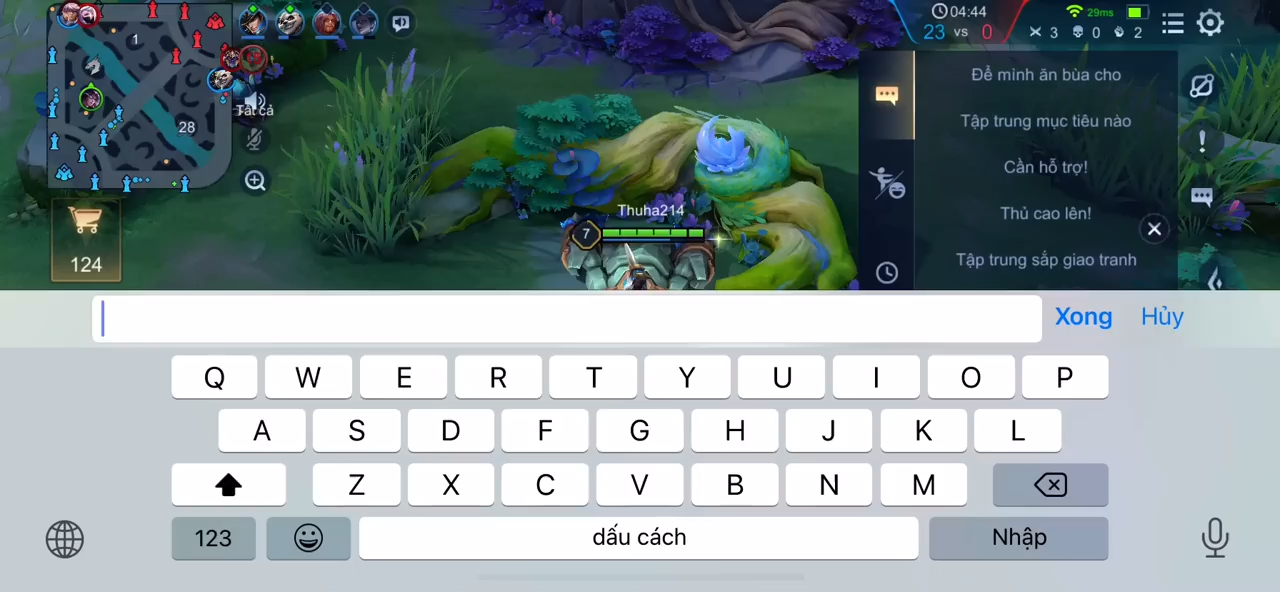 1
28
Tất cả
124
04:44
23 vs 0
29ms
3 0 2
Để mình ăn bùa cho
Tập trung mục tiêu nào
Cần hỗ trợ!
Thủ cao lên!
Tập trung sắp giao tranh
Thuha214
7
Xong Hủy
Q W E R T Y U I O P
A S D F G H J K L
Z X C V B N M
123 dấu cách Nhập